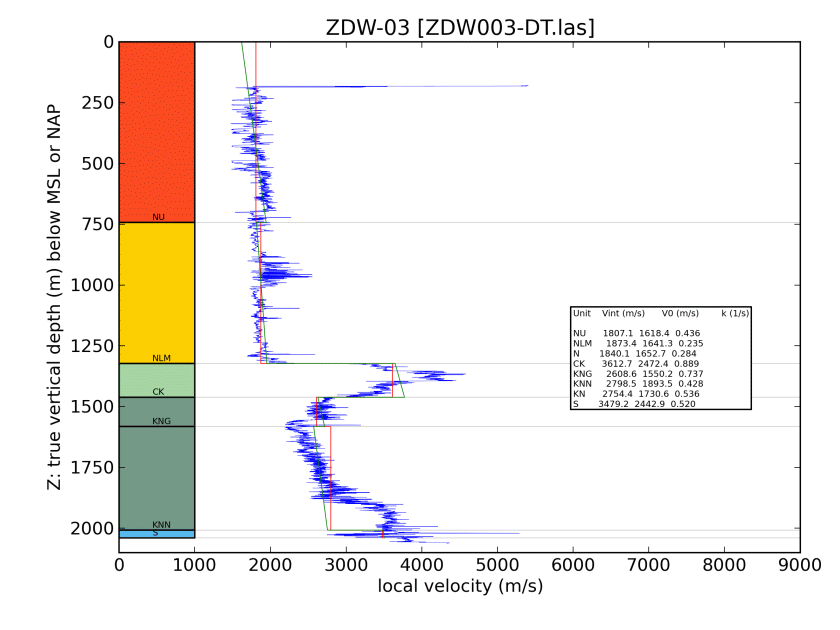 ZDW-03 [ZDW003-DT.las]
Z: true vertical depth (m) below MSL or NAP
0
250
500
750
1000
1250
1500
1750
2000
NU
NLM
CK
KNG
KNN
S
Unit Vint (m/s) V0 (m/s) k (1/s)
NU 1807.1 1618.4 0.436
NLM 1873.4 1641.3 0.235
N 1840.1 1652.7 0.284
CK 3612.7 2472.4 0.889
KNG 2608.6 1550.2 0.737
KNN 2798.5 1893.5 0.428
KN 2754.4 1730.6 0.536
S 3479.2 2442.9 0.520
0 1000 2000 3000 4000 5000 6000 7000 8000 9000
local velocity (m/s)